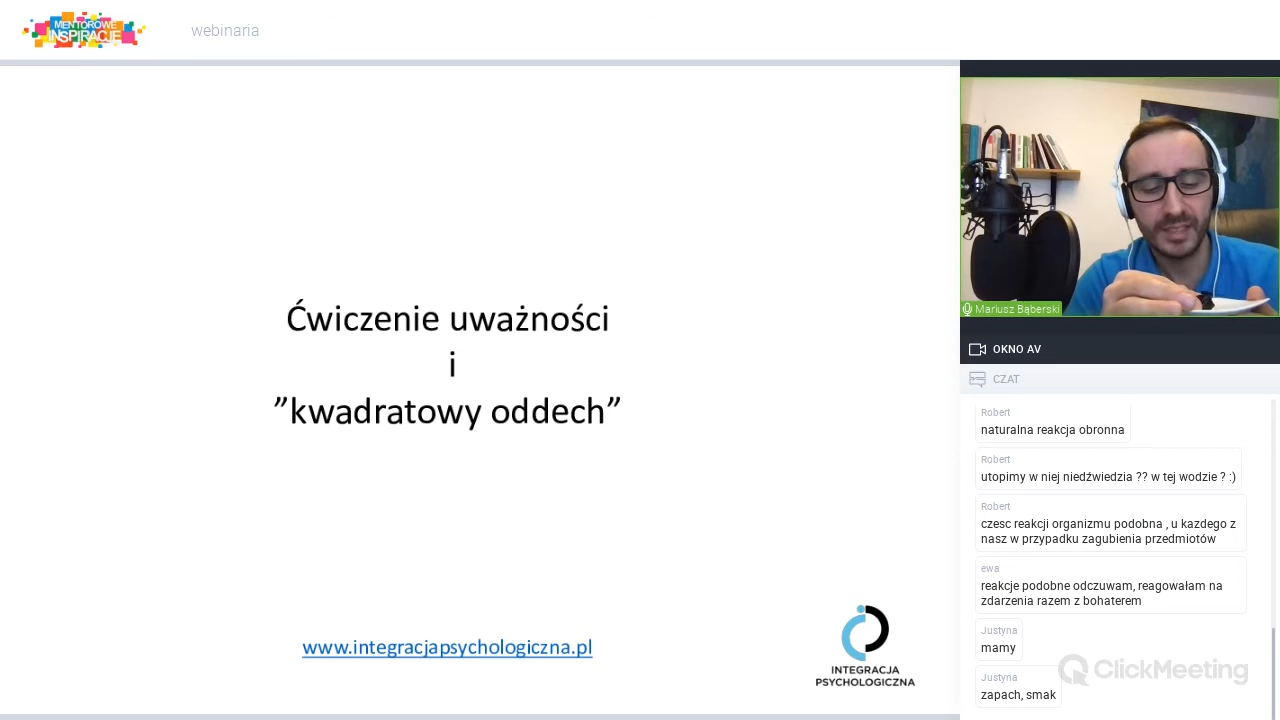 MENTOROWE
INSPIRACJE
webinaria
Ćwiczenie uważności
i
”kwadratowy oddech”
www.integracjapsychologiczna.pl
INTEGRACJA
PSYCHOLOGICZNA
Mariusz Bąberski
OKNO AV
CZAT
Robert
naturalna reakcja obronna
Robert
utopimy w niej niedźwiedzia ?? w tej wodzie ? :)
Robert
czesc reakcji organizmu podobna , u kazdego z
nasz w przypadku zagubienia przedmiotów
ewa
reakcje podobne odczuwam, reagowałam na
zdarzenia razem z bohaterem
Justyna
mamy
Justyna
zapach, smak
ClickMeeting